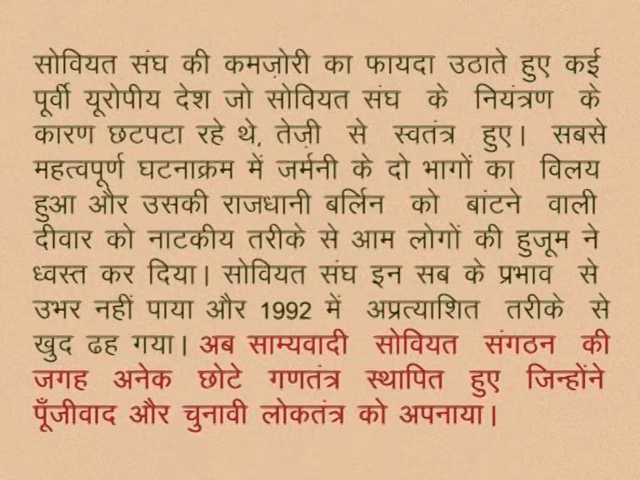 सोवियत संघ की कमज़ोरी का फायदा उठाते हुए कई
पूर्वी यूरोपीय देश जो सोवियत संघ के नियंत्रण के
कारण छटपटा रहे थे, तेज़ी से स्वतंत्र हुए। सबसे
महत्वपूर्ण घटनाक्रम में जर्मनी के दो भागों का विलय
हुआ और उसकी राजधानी बर्लिन को बांटने वाली
दीवार को नाटकीय तरीके से आम लोगों की हुजूम ने
ध्वस्त कर दिया। सोवियत संघ इन सब के प्रभाव से
उभर नहीं पाया और 1992 में अप्रत्याशित तरीके से
खुद ढह गया। अब साम्यवादी सोवियत संगठन की
जगह अनेक छोटे गणतंत्र स्थापित हुए जिन्होंने
पूँजीवाद और चुनावी लोकतंत्र को अपनाया।